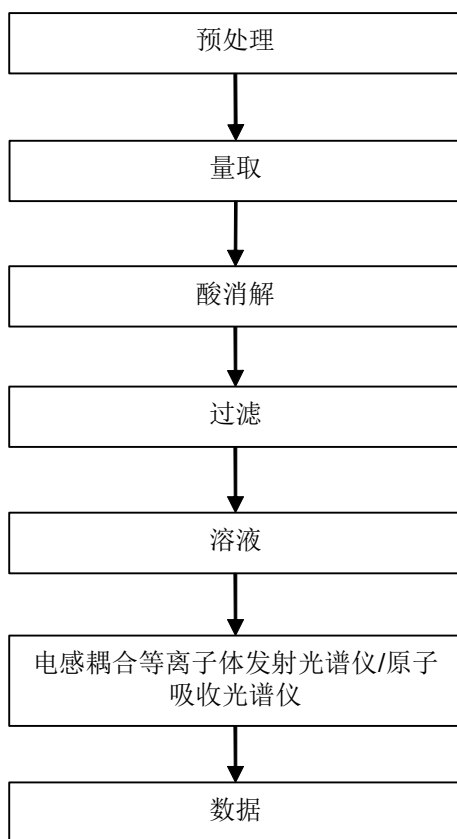 预处理
量取
酸消解
过滤
溶液
电感耦合等离子体发射光谱仪/原子
吸收光谱仪
数据